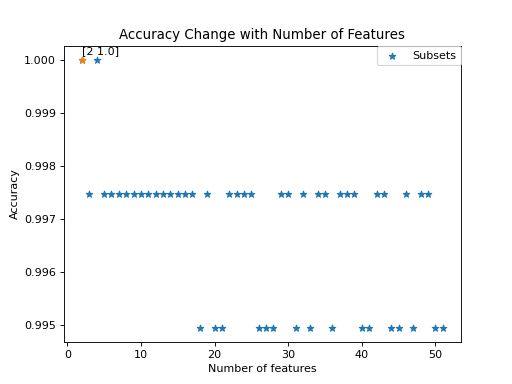 Accuracy Change with Number of Features
[2 1.0]
Subsets
1.000
0.999
0.998
0.997
0.996
0.995
Accuracy
0 10 20 30 40 50
Number of features